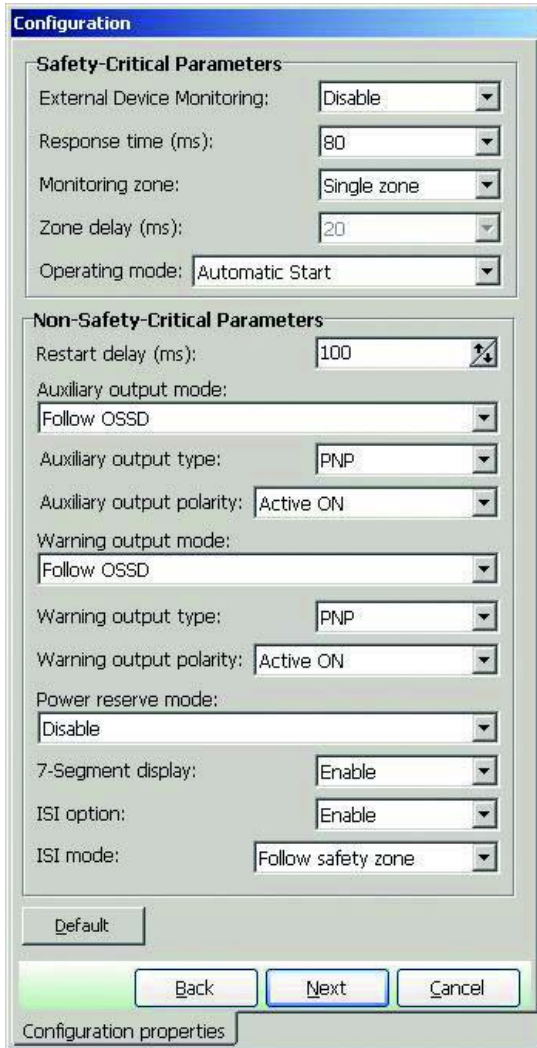 Configuration
Safety-Critical Parameters
External Device Monitoring: Disable
Response time (ms): 80
Monitoring zone: Single zone
Zone delay (ms): 20
Operating mode: Automatic Start
Non-Safety-Critical Parameters
Restart delay (ms): 100
Auxiliary output mode:
Follow OSSD
Auxiliary output type: PNP
Auxiliary output polarity: Active ON
Warning output mode:
Follow OSSD
Warning output type: PNP
Warning output polarity: Active ON
Power reserve mode:
Disable
7-Segment display: Enable
ISI option: Enable
ISI mode: Follow safety zone
Default
Back Next Cancel
Configuration properties